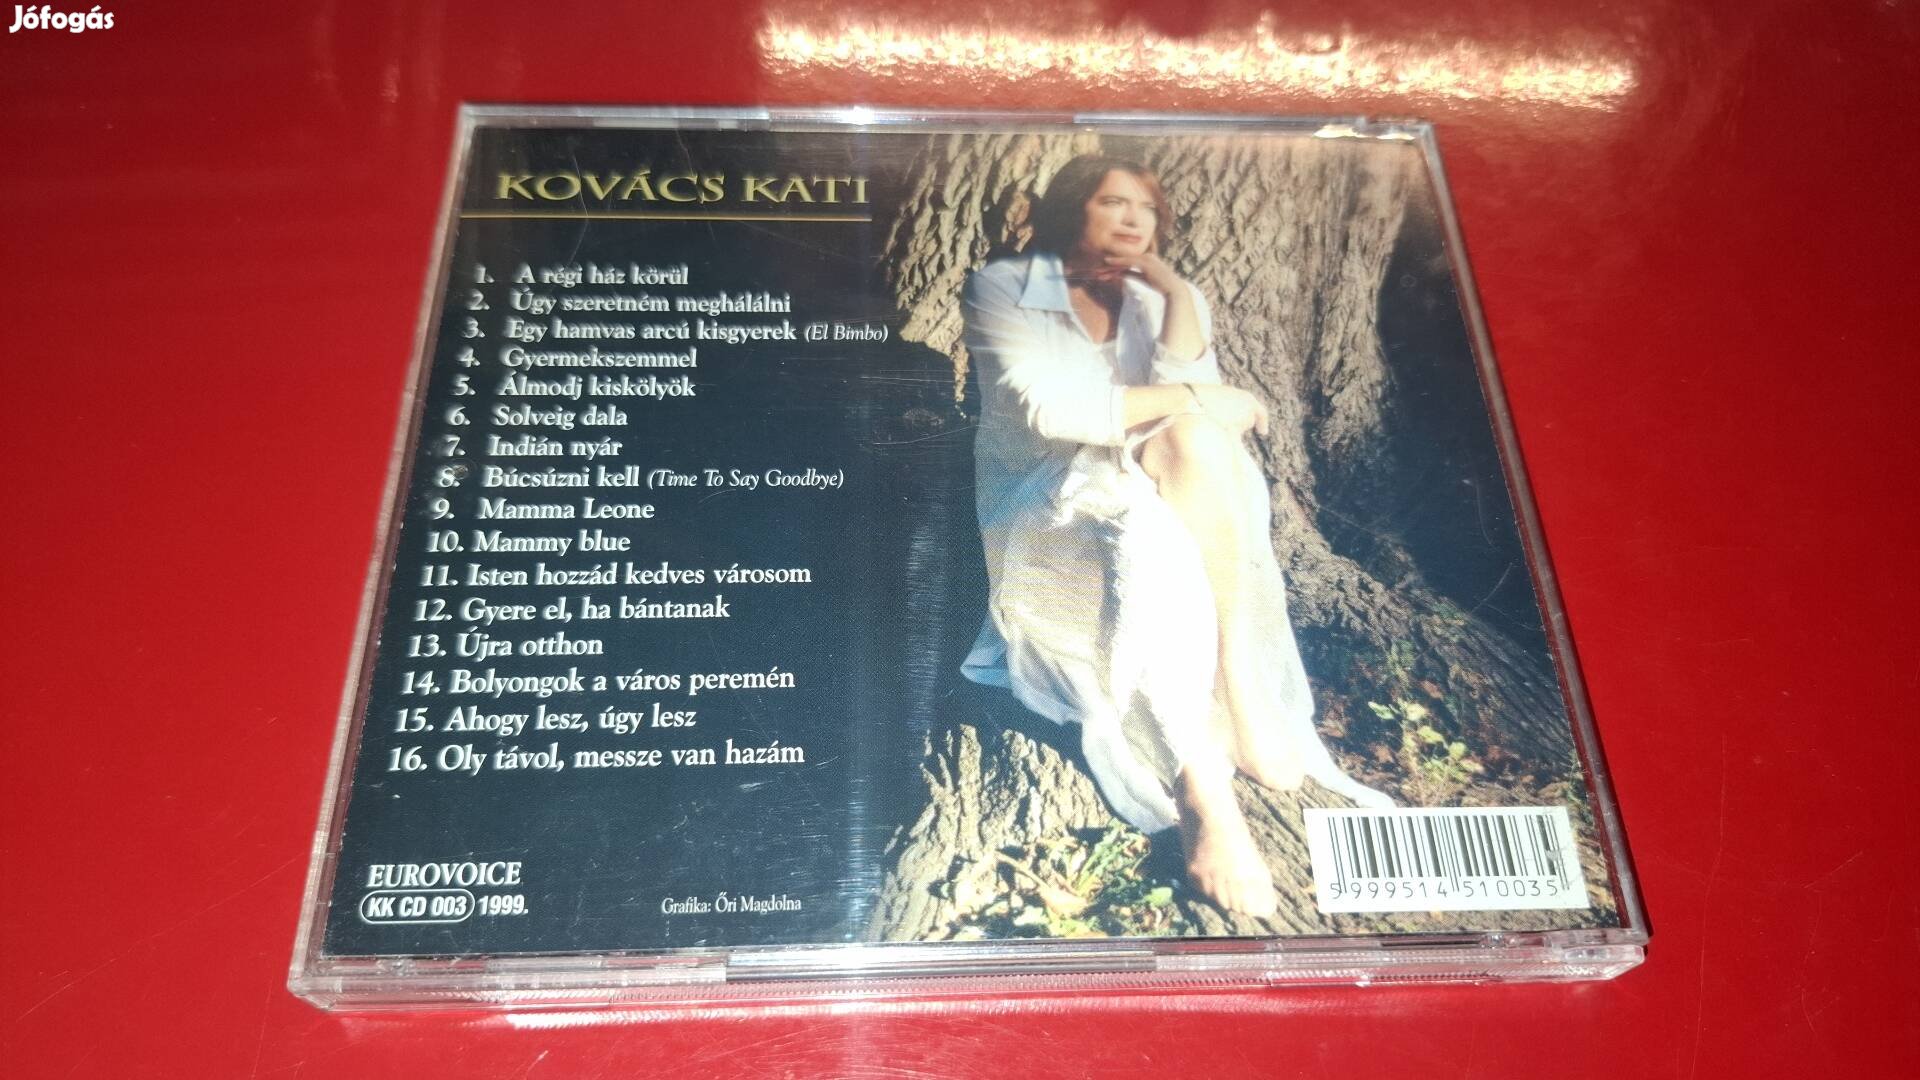 Jófogás
KOVÁCS KATI
1. A régi ház körül
2. Úgy szeretném meghálálni
3. Egy hamvas arcú kisgyerek (El Bimbo)
4. Gyermekszemmel
5. Álmodj kiskölyök
6. Solveig dala
7. Indián nyár
8. Búcsúzni kell (Time To Say Goodbye)
9. Mamma Leone
10. Mammy blue
11. Isten hozzád kedves városom
12. Gyere el, ha bántanak
13. Újra otthon
14. Bolyongok a város peremén
15. Ahogy lesz, úgy lesz
16. Oly távol, messze van hazám
EUROVOICE
KK CD 003 1999.
Grafika: Őri Magdolna
5 999514 510035